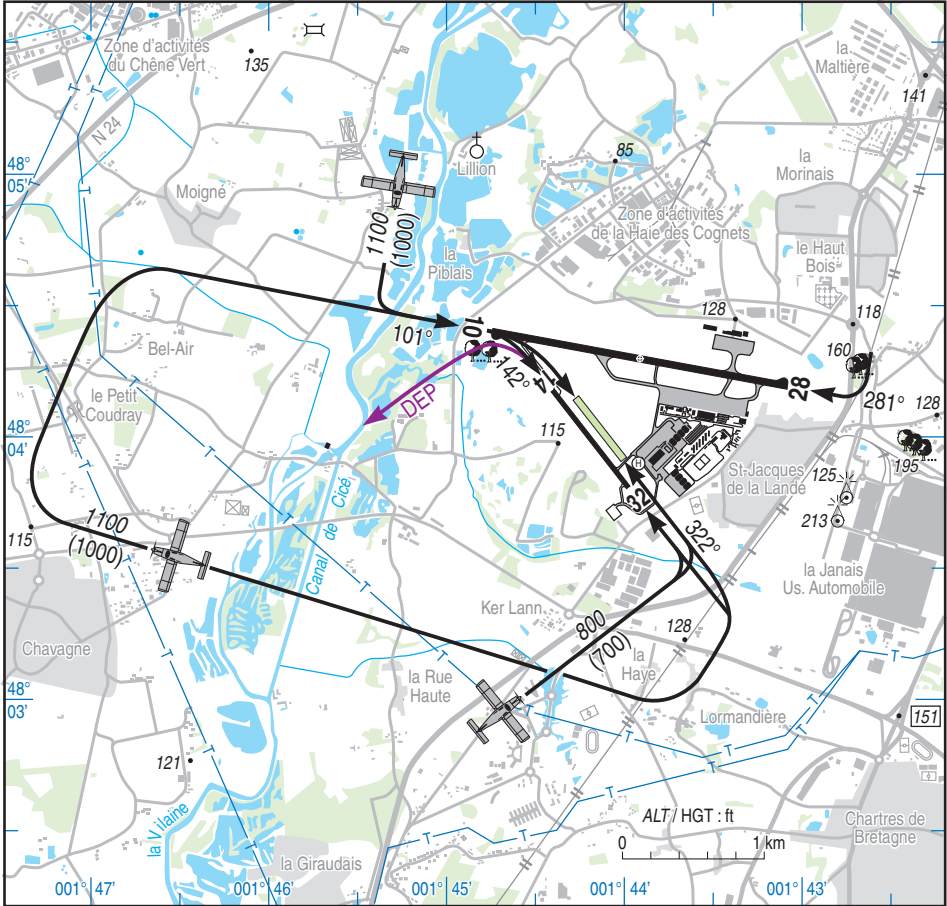 Zone d'activités
du Chêne Vert
135
la
Maltière
141
N 24
85
Lillion
48°
05'
la
Morinais
Moigné
Zone d'activités
de la Haie des Cognets
1100
(1000)
la
Piblais
le Haut
Bois
128
118
101°
10
160
Bel-Air
142°
14
28
281°
DEP
le Petit
Coudray
128
48°
04'
115
195
H
St-Jacques
de la Lande
125
Canal de Cicé
32
213
1100
(1000)
115
322°
la Janais
Us. Automobile
Ker Lann
800
(700)
128
Chavagne
la Rue
Haute
la
Haye
48°
03'
Lormandière
151
121
la Vilaine
ALT / HGT : ft
0
1 km
Chartres de
Bretagne
la Giraudais
001° 47'
001° 46'
001° 45'
001° 44'
001° 43'